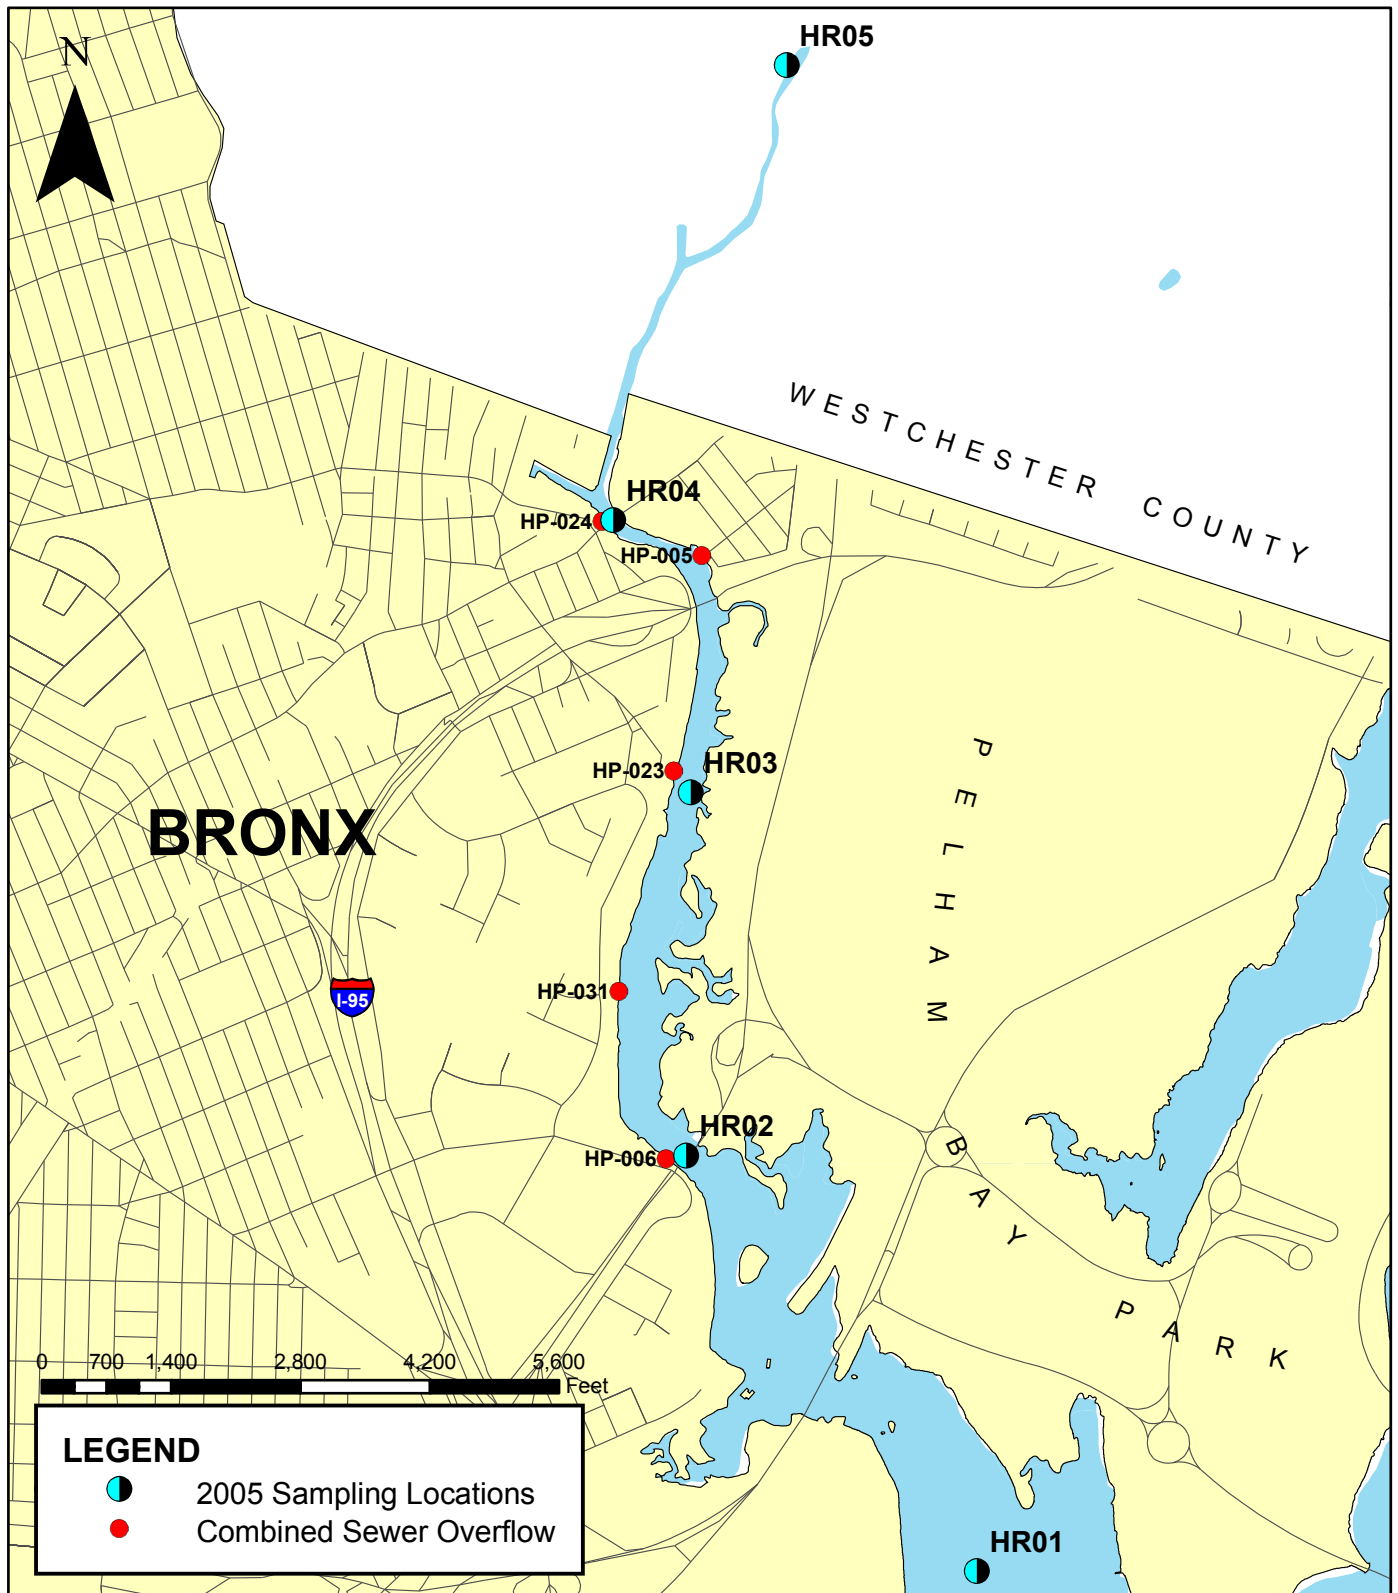 HR05
N
WESTCHESTER COUNTY
HR04
HP-024
HP-005
PELHAM
HR03
HP-023
BRONX
HP-031
I-95
HR02
HP-006
BAY
PARK
0 700 1,400 2,800 4,200 5,600
Feet
LEGEND
2005 Sampling Locations
Combined Sewer Overflow
HR01